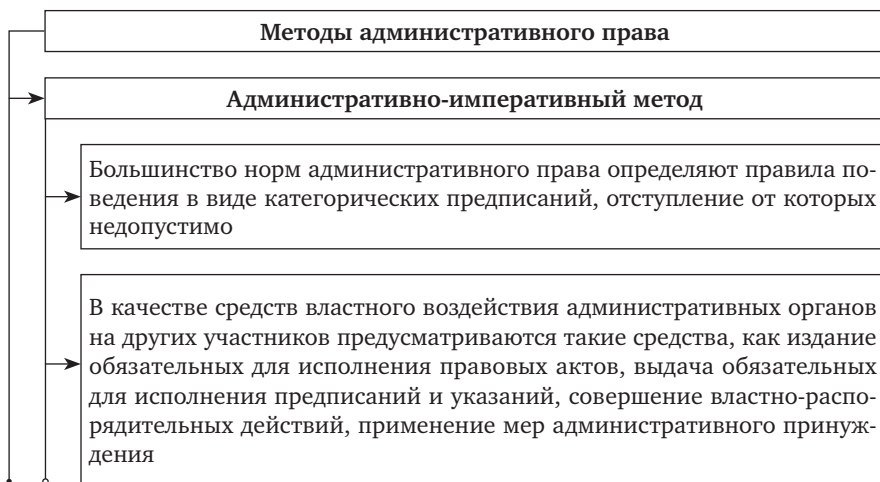 Методы административного права
Административно-императивный метод
Большинство норм административного права определяют правила по-
ведения в виде категорических предписаний, отступление от которых
недопустимо
В качестве средств властного воздействия административных органов
на других участников предусматриваются такие средства, как издание
обязательных для исполнения правовых актов, выдача обязательных
для исполнения предписаний и указаний, совершение властно-распо-
рядительных действий, применение мер административного принуж-
дения